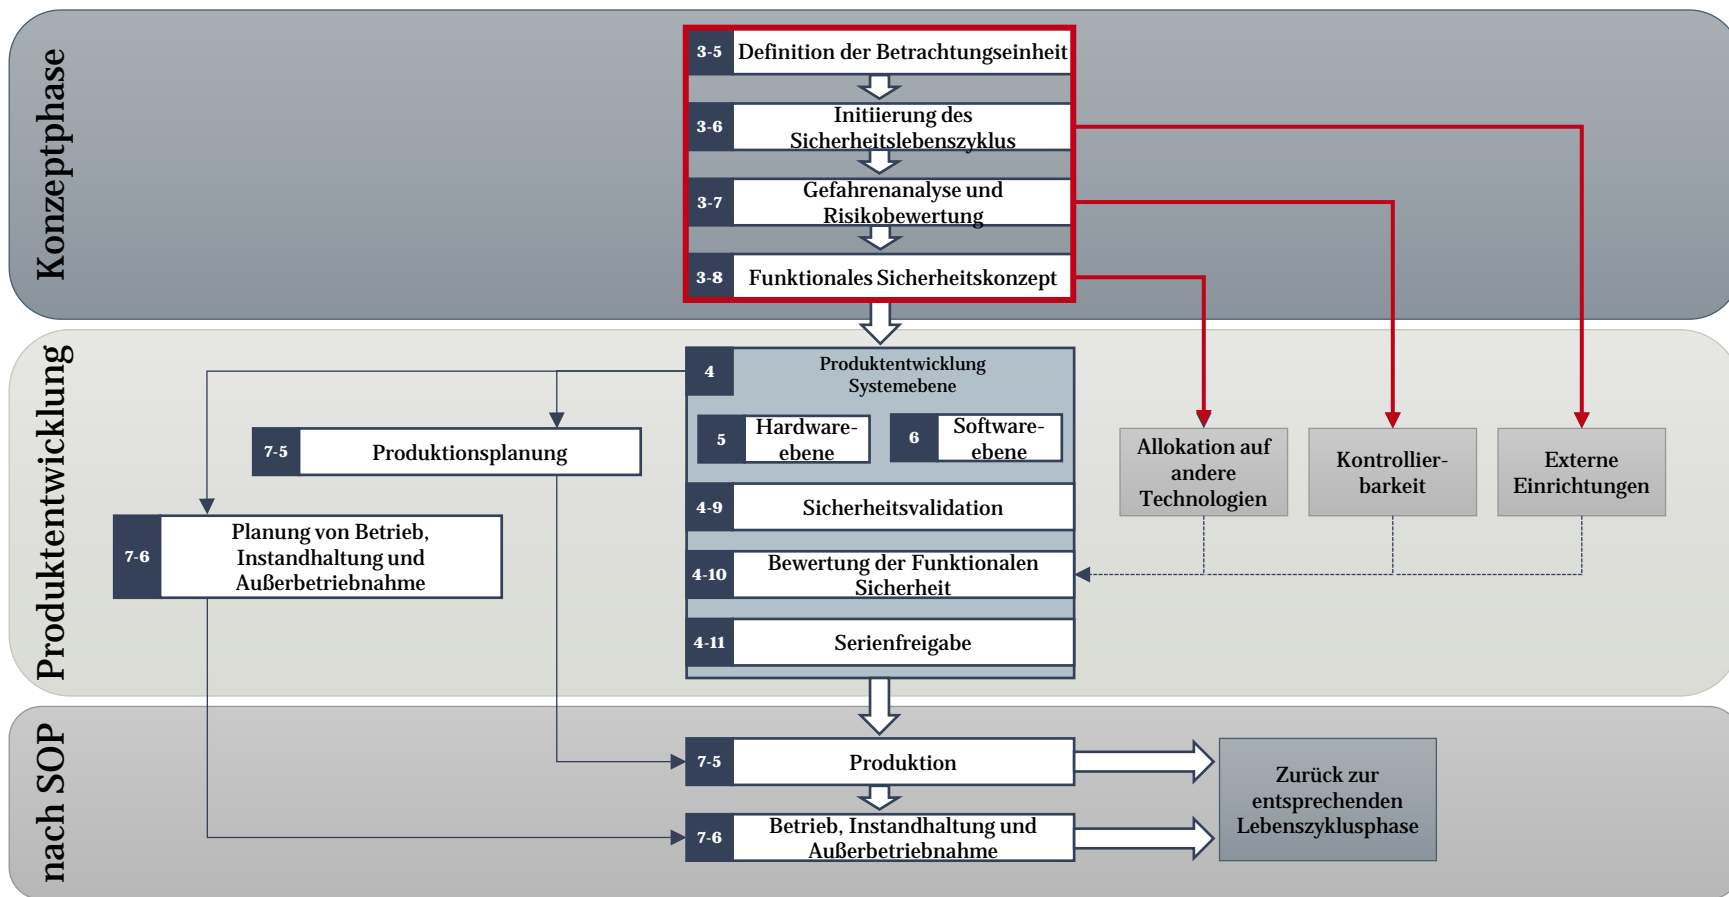 Konzeptphase
3-5
Definition der Betrachtungseinheit
3-6
Initiierung des
Sicherheitslebenszyklus
3-7
Gefahrenanalyse und
Risikobewertung
3-8
Funktionales Sicherheitskonzept
Produktentwicklung
4
Produktentwicklung
Systemebene
5
Hardware-
ebene
6
Software-
ebene
7-5
Produktionsplanung
7-6
Planung von Betrieb,
Instandhaltung und
Außerbetriebnahme
4-9
Sicherheitsvalidation
4-10
Bewertung der Funktionalen
Sicherheit
4-11
Serienfreigabe
Allokation auf
andere
Technologien
Kontrollier-
barkeit
Externe
Einrichtungen
nach SOP
7-5
Produktion
7-6
Betrieb, Instandhaltung und
Außerbetriebnahme
Zurück zur
entsprechenden
Lebenszyklusphase